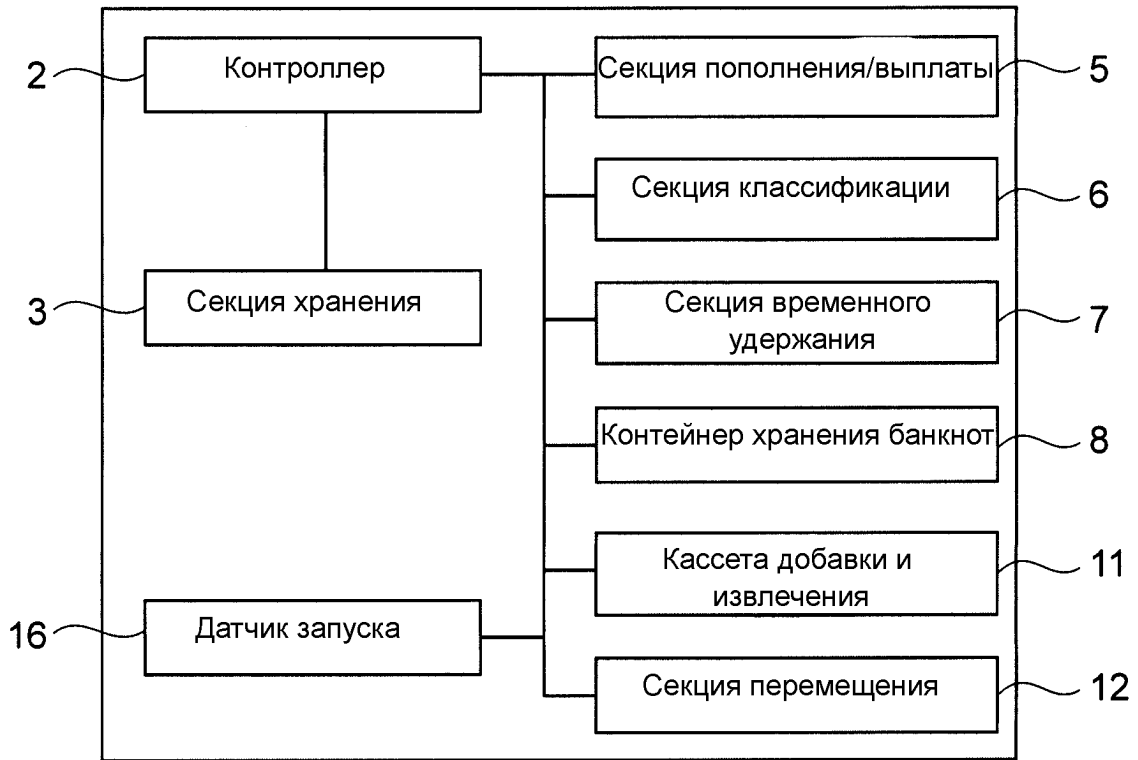 2
Контроллер
Секция пополнения/выплаты
5
Секция классификации
6
3
Секция хранения
Секция временного
удержания
7
Контейнер хранения банкнот
8
Кассета добавки и
извлечения
11
16
Датчик запуска
Секция перемещения
12